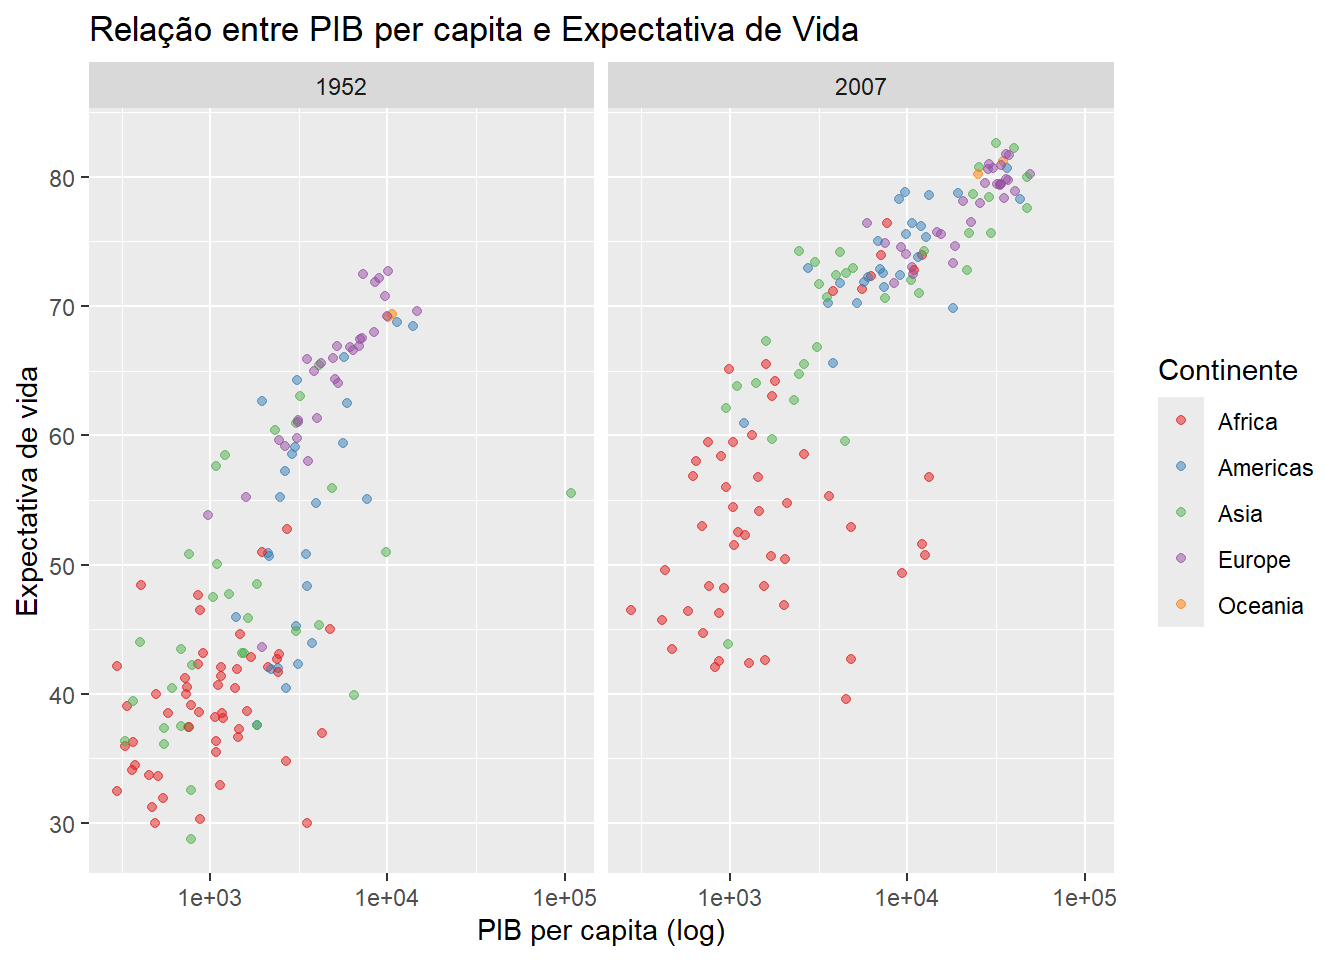 Relação entre PIB per capita e Expectativa de Vida
1952
2007
80
70
60
50
40
30
Expectativa de vida
1e+03
1e+04
1e+05
1e+03
1e+04
1e+05
PIB per capita (log)
Continente
Africa
Americas
Asia
Europe
Oceania